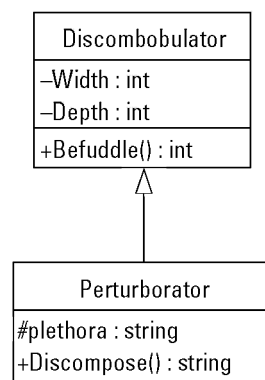 Discombobulator
–Width : int
–Depth : int
+Befuddle() : int
Perturborator
#plethora : string
+Discompose() : string